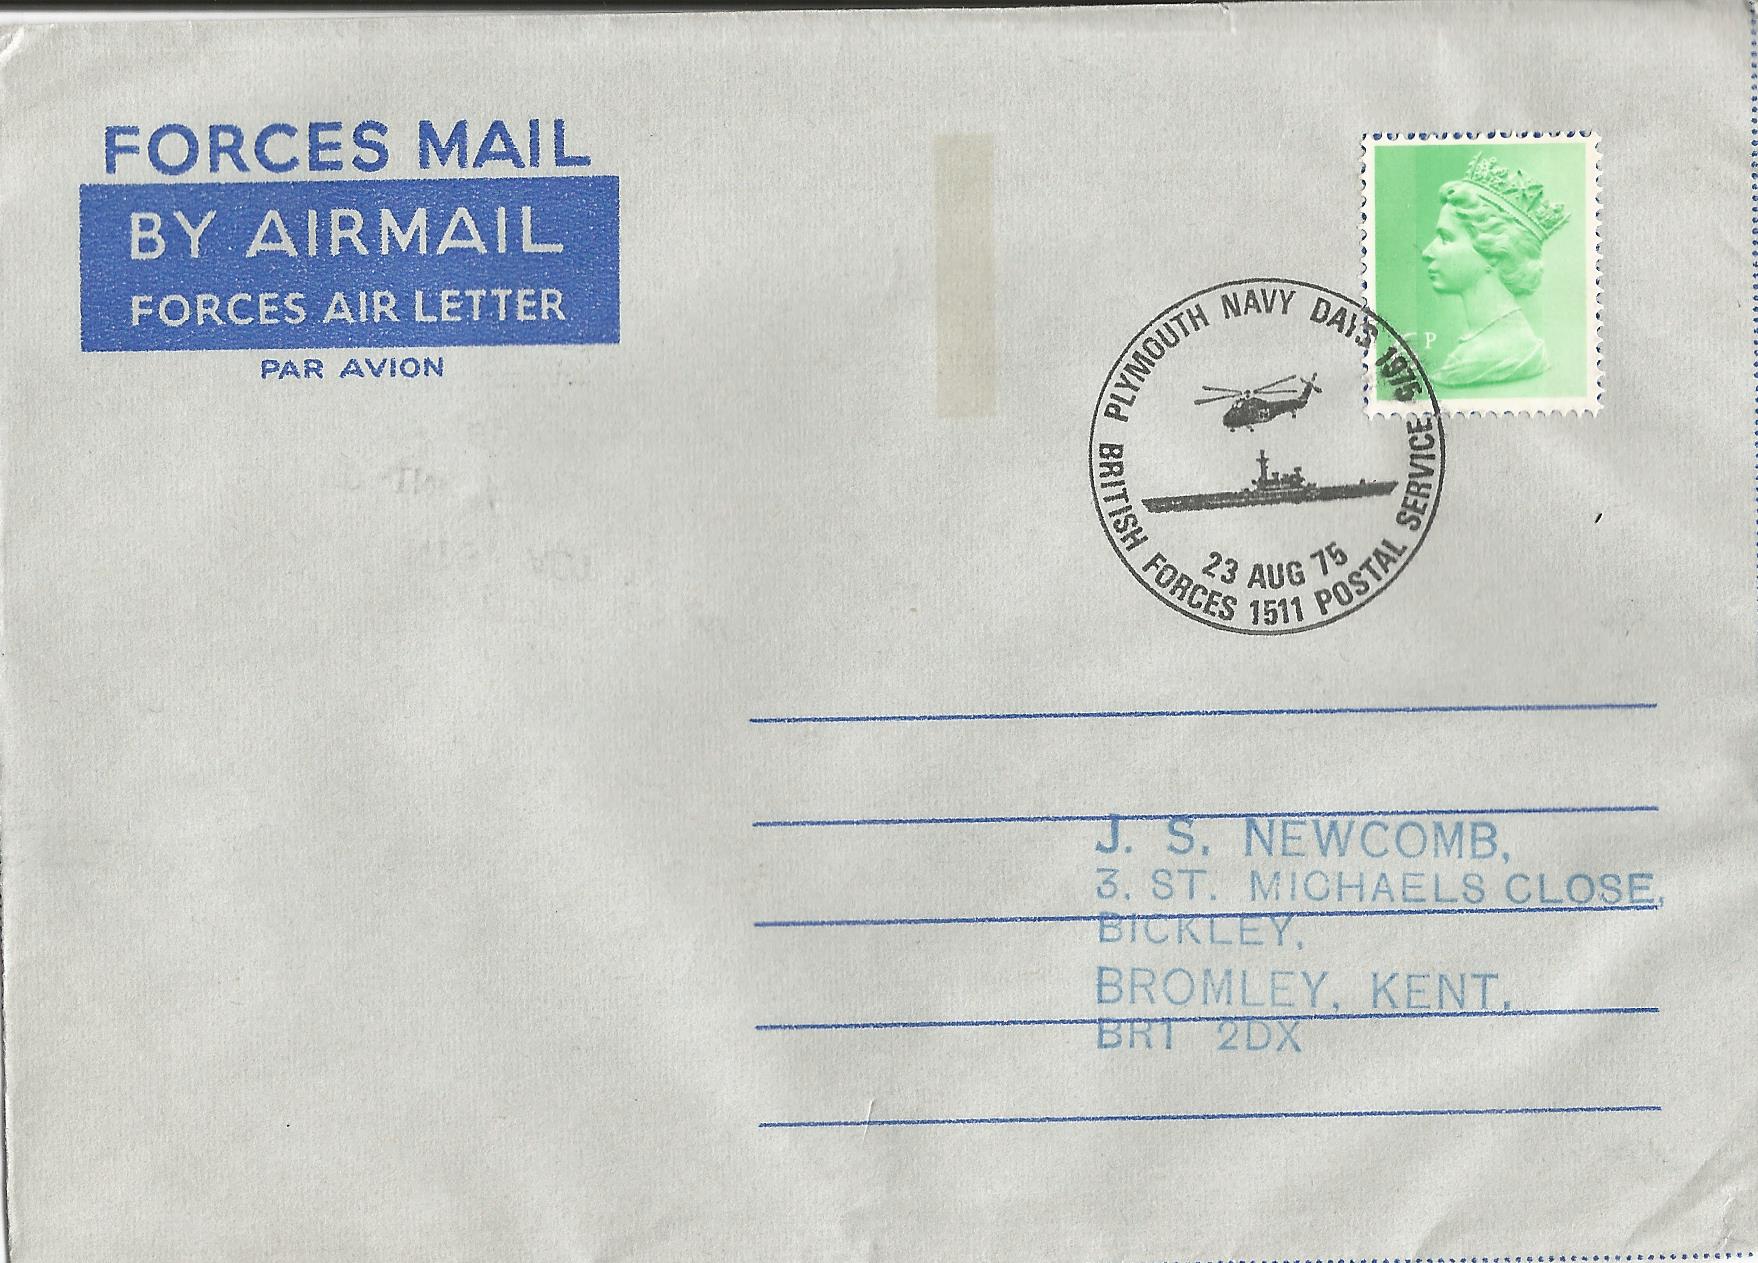 FORCES MAIL
BY AIRMAIL
FORCES AIR LETTER
PAR AVION
P
PLYMOUTH NAVY DAYS 1975
23 AUG 75
BRITISH FORCES 1511 POSTAL SERVICE
J. S. NEWCOMB,
3. ST. MICHAELS CLOSE,
BICKLEY,
BROMLEY, KENT,
BR1 2DX